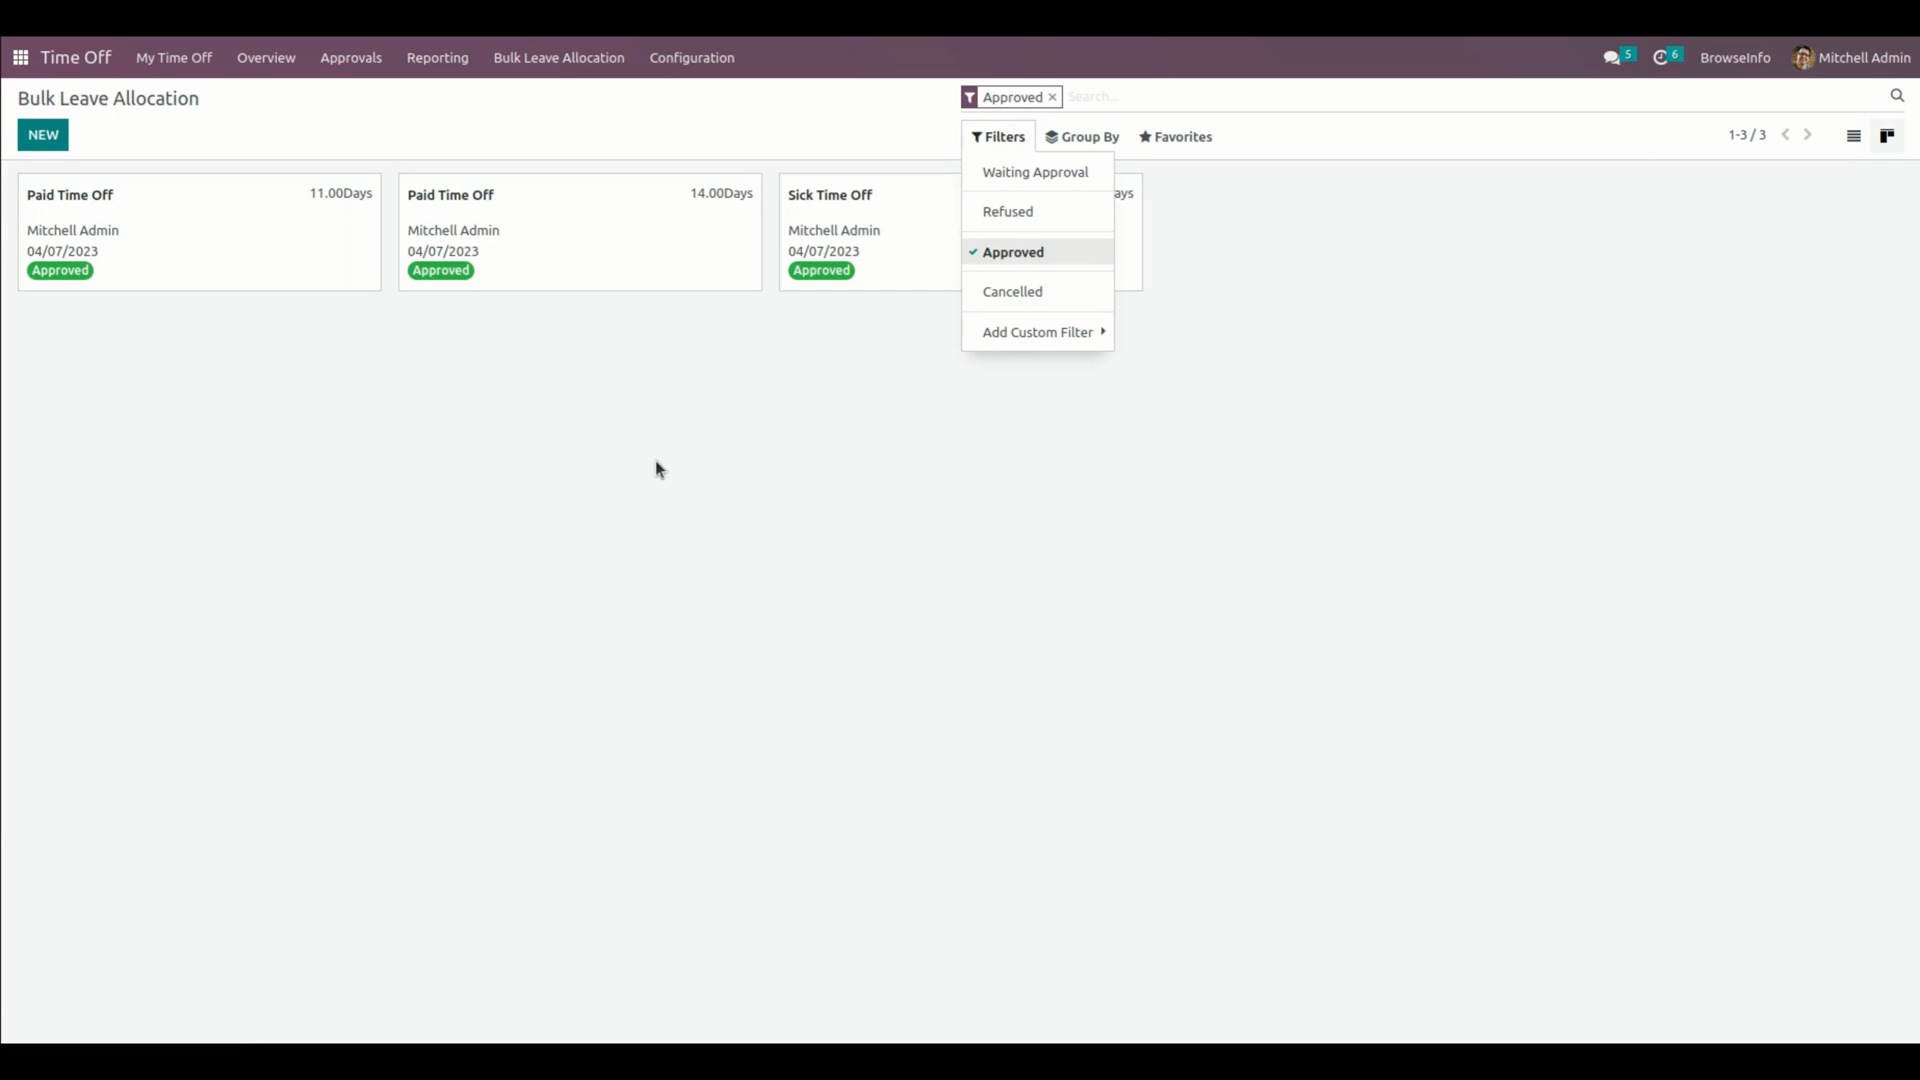 Time Off My Time Off Overview Approvals Reporting Bulk Leave Allocation Configuration 5 6 BrowseInfo Mitchell Admin
Bulk Leave Allocation Approved × Search...
NEW Filters Group By Favorites 1-3 / 3
Waiting Approval
Refused
Approved
Cancelled
Add Custom Filter
Paid Time Off 11.00Days
Mitchell Admin
04/07/2023
Approved
Paid Time Off 14.00Days
Mitchell Admin
04/07/2023
Approved
Sick Time Off ays
Mitchell Admin
04/07/2023
Approved